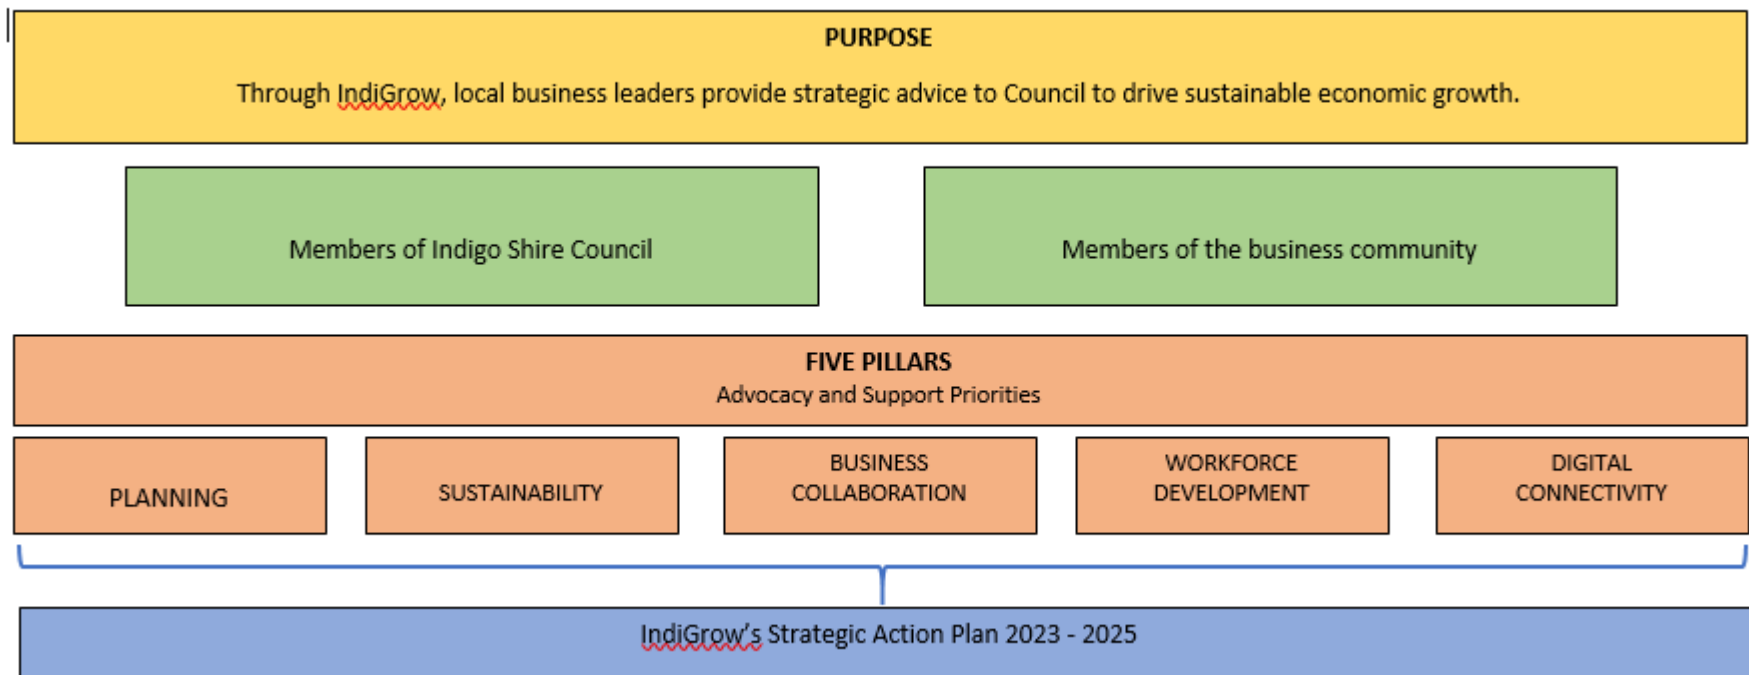 PURPOSE
Through IndiGrow, local business leaders provide strategic advice to Council to drive sustainable economic growth.
Members of Indigo Shire Council
Members of the business community
FIVE PILLARS
Advocacy and Support Priorities
PLANNING
SUSTAINABILITY
BUSINESS
COLLABORATION
WORKFORCE
DEVELOPMENT
DIGITAL
CONNECTIVITY
IndiGrow's Strategic Action Plan 2023 - 2025